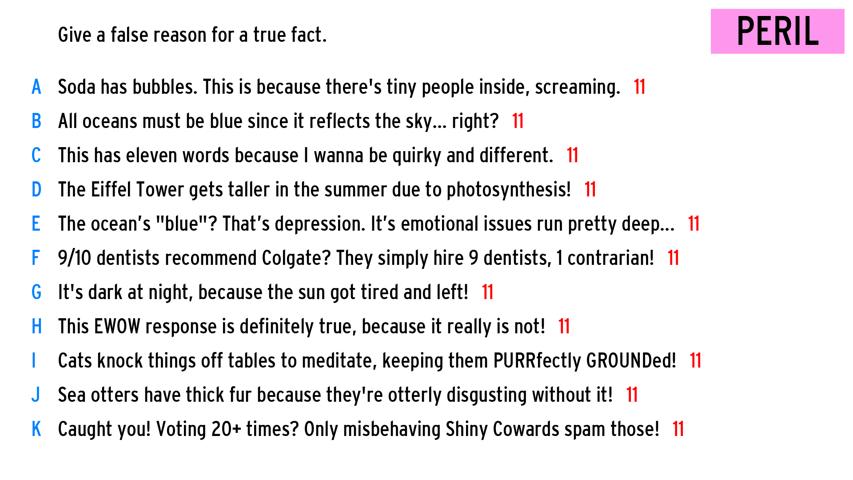 Give a false reason for a true fact.
PERIL
A Soda has bubbles. This is because there's tiny people inside, screaming. 11
B All oceans must be blue since it reflects the sky... right? 11
C This has eleven words because I wanna be quirky and different. 11
D The Eiffel Tower gets taller in the summer due to photosynthesis! 11
E The ocean’s "blue"? That’s depression. It’s emotional issues run pretty deep... 11
F 9/10 dentists recommend Colgate? They simply hire 9 dentists, 1 contrarian! 11
G It's dark at night, because the sun got tired and left! 11
H This EWOW response is definitely true, because it really is not! 11
I Cats knock things off tables to meditate, keeping them PURRfectly GROUNDed! 11
J Sea otters have thick fur because they're otterly disgusting without it! 11
K Caught you! Voting 20+ times? Only misbehaving Shiny Cowards spam those! 11